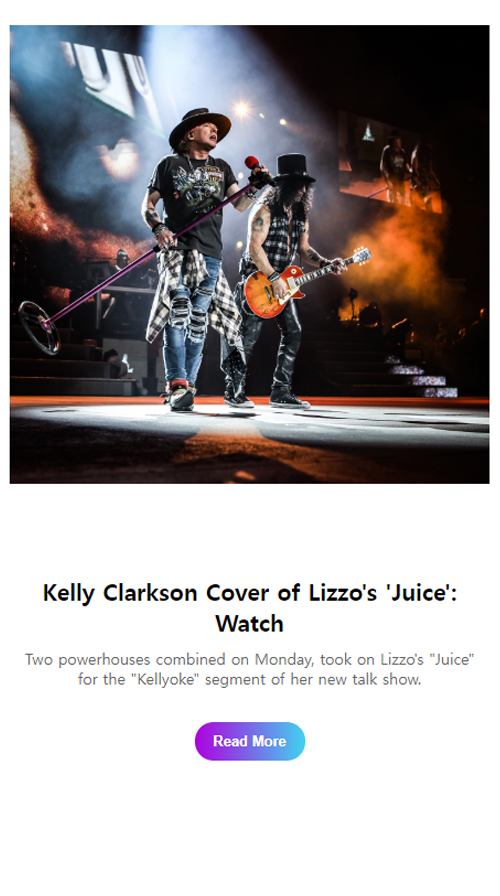 Kelly Clarkson Cover of Lizzo's 'Juice':
Watch
Two powerhouses combined on Monday, took on Lizzo's "Juice"
for the "Kellyoke" segment of her new talk show.
Read More